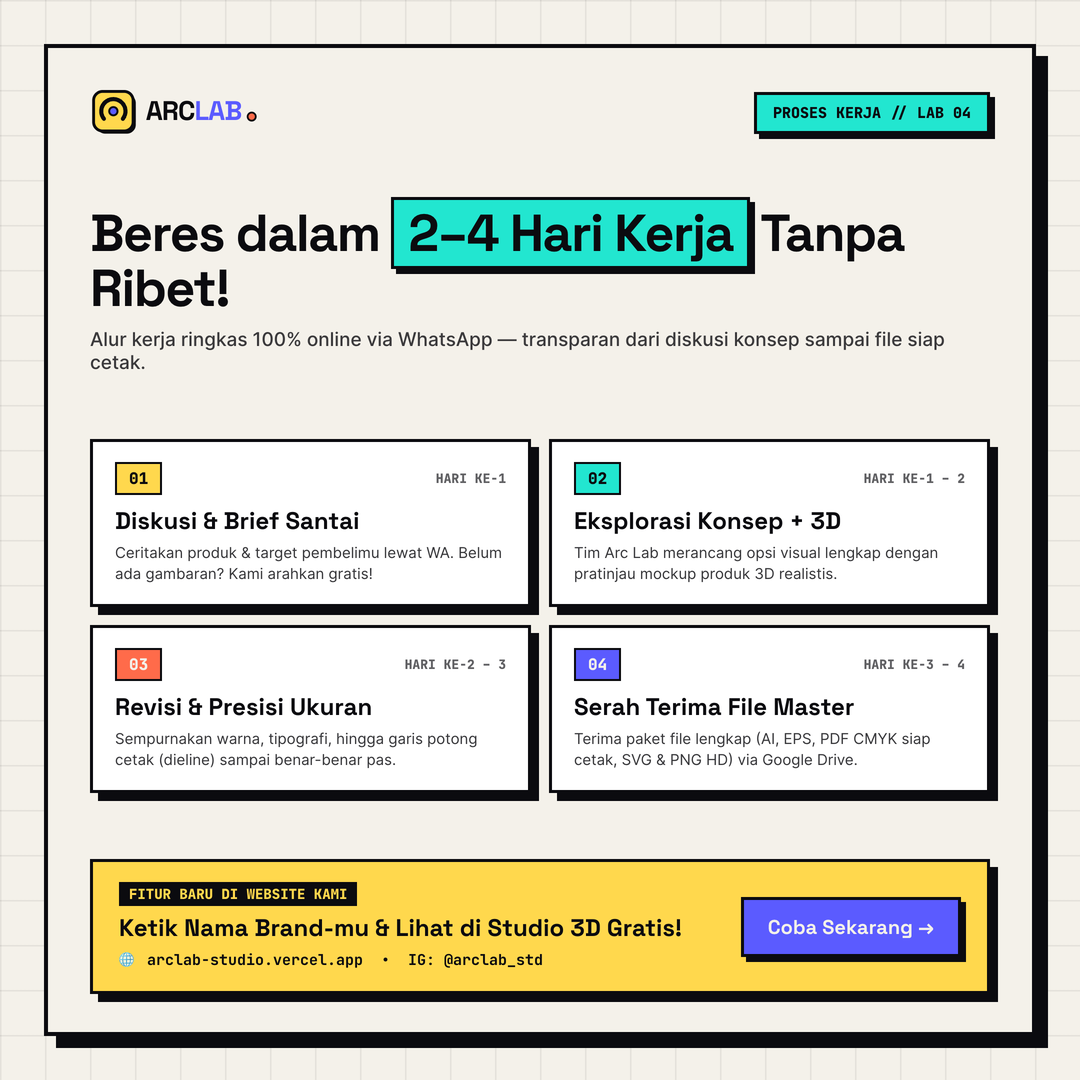 ARCLAB
PROSES KERJA // LAB 04
Beres dalam 2–4 Hari Kerja Tanpa
Ribet!
Alur kerja ringkas 100% online via WhatsApp — transparan dari diskusi konsep sampai file siap
cetak.
01
HARI KE-1
Diskusi & Brief Santai
Ceritakan produk & target pembelimu lewat WA. Belum
ada gambaran? Kami arahkan gratis!
02
HARI KE-1 – 2
Eksplorasi Konsep + 3D
Tim Arc Lab merancang opsi visual lengkap dengan
pratinjau mockup produk 3D realistis.
03
HARI KE-2 – 3
Revisi & Presisi Ukuran
Sempurnakan warna, tipografi, hingga garis potong
cetak (dieline) sampai benar-benar pas.
04
HARI KE-3 – 4
Serah Terima File Master
Terima paket file lengkap (AI, EPS, PDF CMYK siap
cetak, SVG & PNG HD) via Google Drive.
FITUR BARU DI WEBSITE KAMI
Ketik Nama Brand-mu & Lihat di Studio 3D Gratis!
🌐 arclab-studio.vercel.app • IG: @arclab_std
Coba Sekarang →